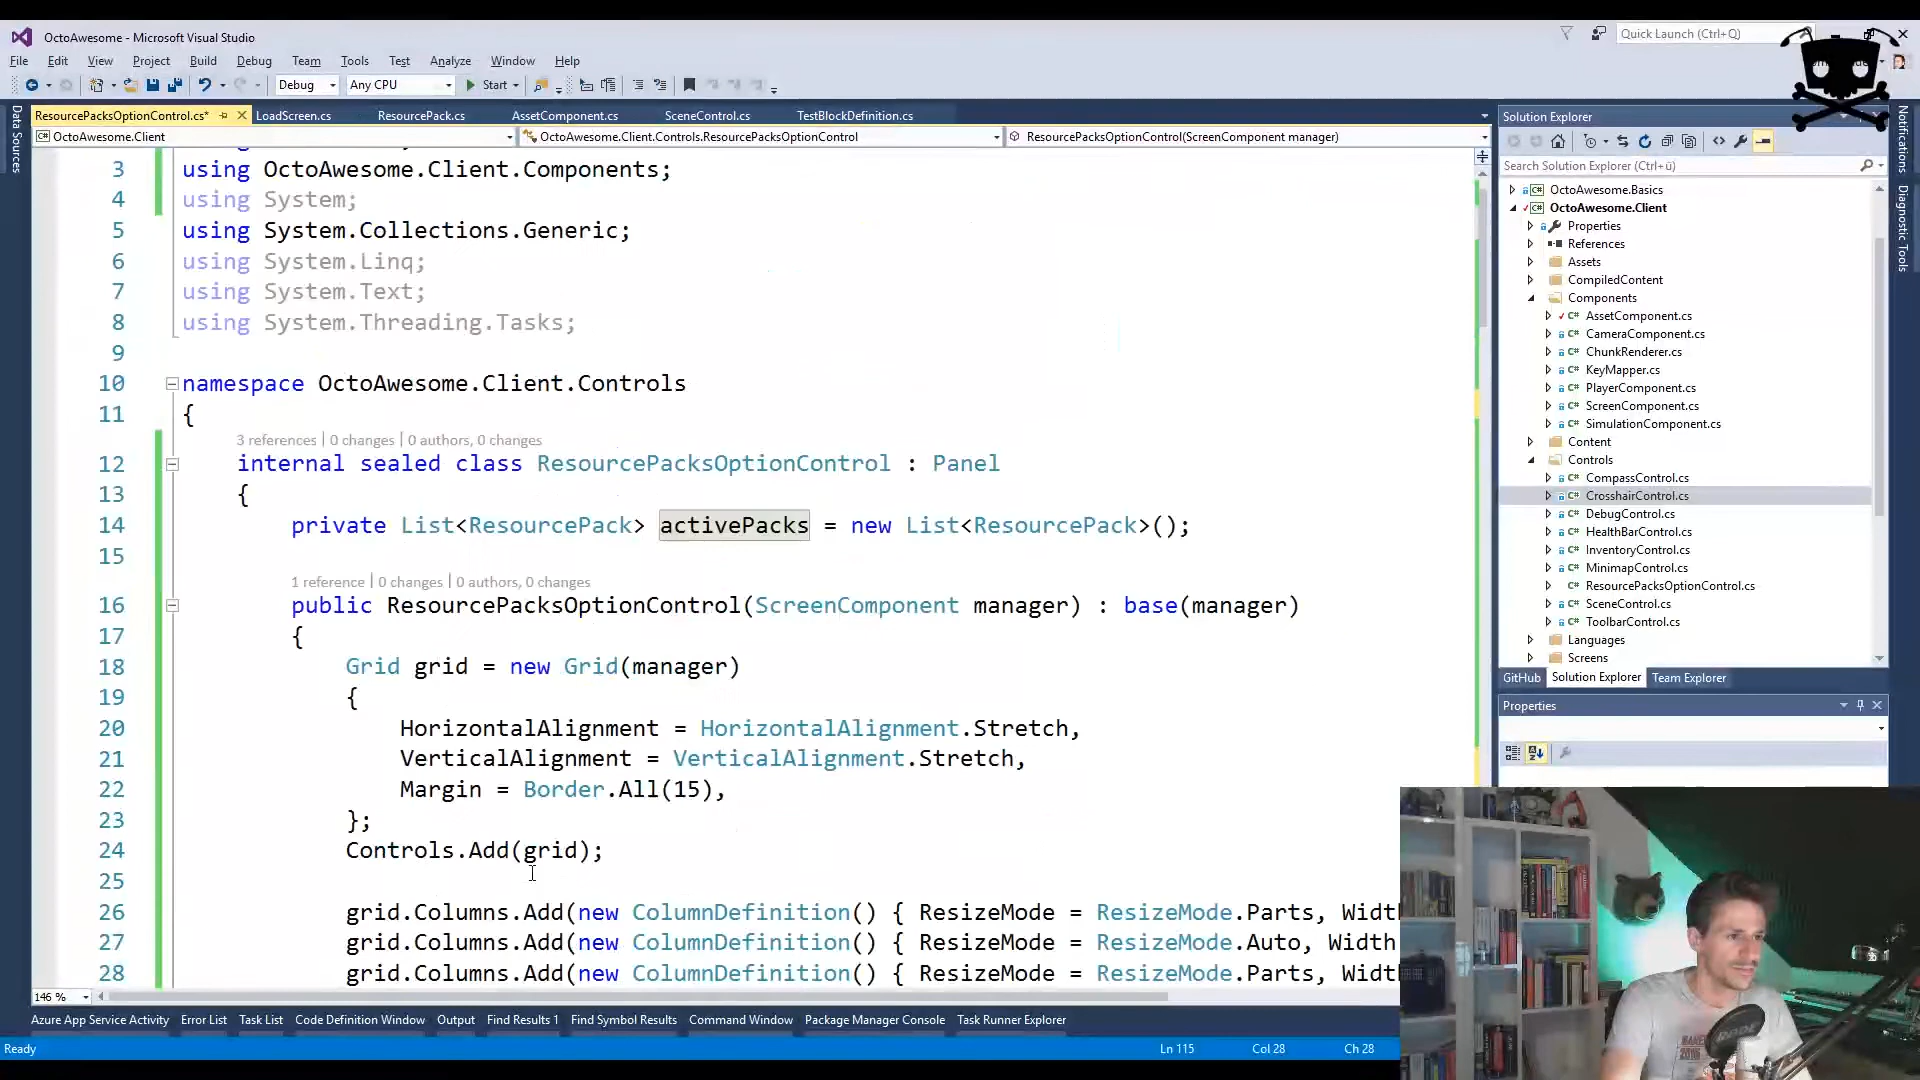 OctoAwesome - Microsoft Visual Studio
Quick Launch (Ctrl+Q)
File Edit View Project Build Debug Team Tools Test Analyze Window Help
Debug Any CPU Start
ResourcePacksOptionControl.cs* LoadScreen.cs ResourcePack.cs AssetComponent.cs SceneControl.cs TestBlockDefinition.cs
OctoAwesome.Client OctoAwesome.Client.Controls.ResourcePacksOptionControl ResourcePacksOptionControl(ScreenComponent manager)
Data Sources
3 using OctoAwesome.Client.Components;
4 using System;
5 using System.Collections.Generic;
6 using System.Linq;
7 using System.Text;
8 using System.Threading.Tasks;
9
10 namespace OctoAwesome.Client.Controls
11 {
3 references | 0 changes | 0 authors, 0 changes
12 internal sealed class ResourcePacksOptionControl : Panel
13 {
14 private List<ResourcePack> activePacks = new List<ResourcePack>();
15
1 reference | 0 changes | 0 authors, 0 changes
16 public ResourcePacksOptionControl(ScreenComponent manager) : base(manager)
17 {
18 Grid grid = new Grid(manager)
19 {
20 HorizontalAlignment = HorizontalAlignment.Stretch,
21 VerticalAlignment = VerticalAlignment.Stretch,
22 Margin = Border.All(15),
23 };
24 Controls.Add(grid);
25
26 grid.Columns.Add(new ColumnDefinition() { ResizeMode = ResizeMode.Parts, Widt
27 grid.Columns.Add(new ColumnDefinition() { ResizeMode = ResizeMode.Auto, Width
28 grid.Columns.Add(new ColumnDefinition() { ResizeMode = ResizeMode.Parts, Widt
146 %
Azure App Service Activity Error List Task List Code Definition Window Output Find Results 1 Find Symbol Results Command Window Package Manager Console Task Runner Explorer
Ready Ln 115 Col 28 Ch 28
Solution Explorer
Search Solution Explorer (Ctrl+ü)
OctoAwesome.Basics
OctoAwesome.Client
Properties
References
Assets
CompiledContent
Components
AssetComponent.cs
CameraComponent.cs
ChunkRenderer.cs
KeyMapper.cs
PlayerComponent.cs
ScreenComponent.cs
SimulationComponent.cs
Content
Controls
CompassControl.cs
CrosshairControl.cs
DebugControl.cs
HealthBarControl.cs
InventoryControl.cs
MinimapControl.cs
ResourcePacksOptionControl.cs
SceneControl.cs
ToolbarControl.cs
Languages
Screens
GitHub Solution Explorer Team Explorer
Properties
Notifications
Diagnostic Tools